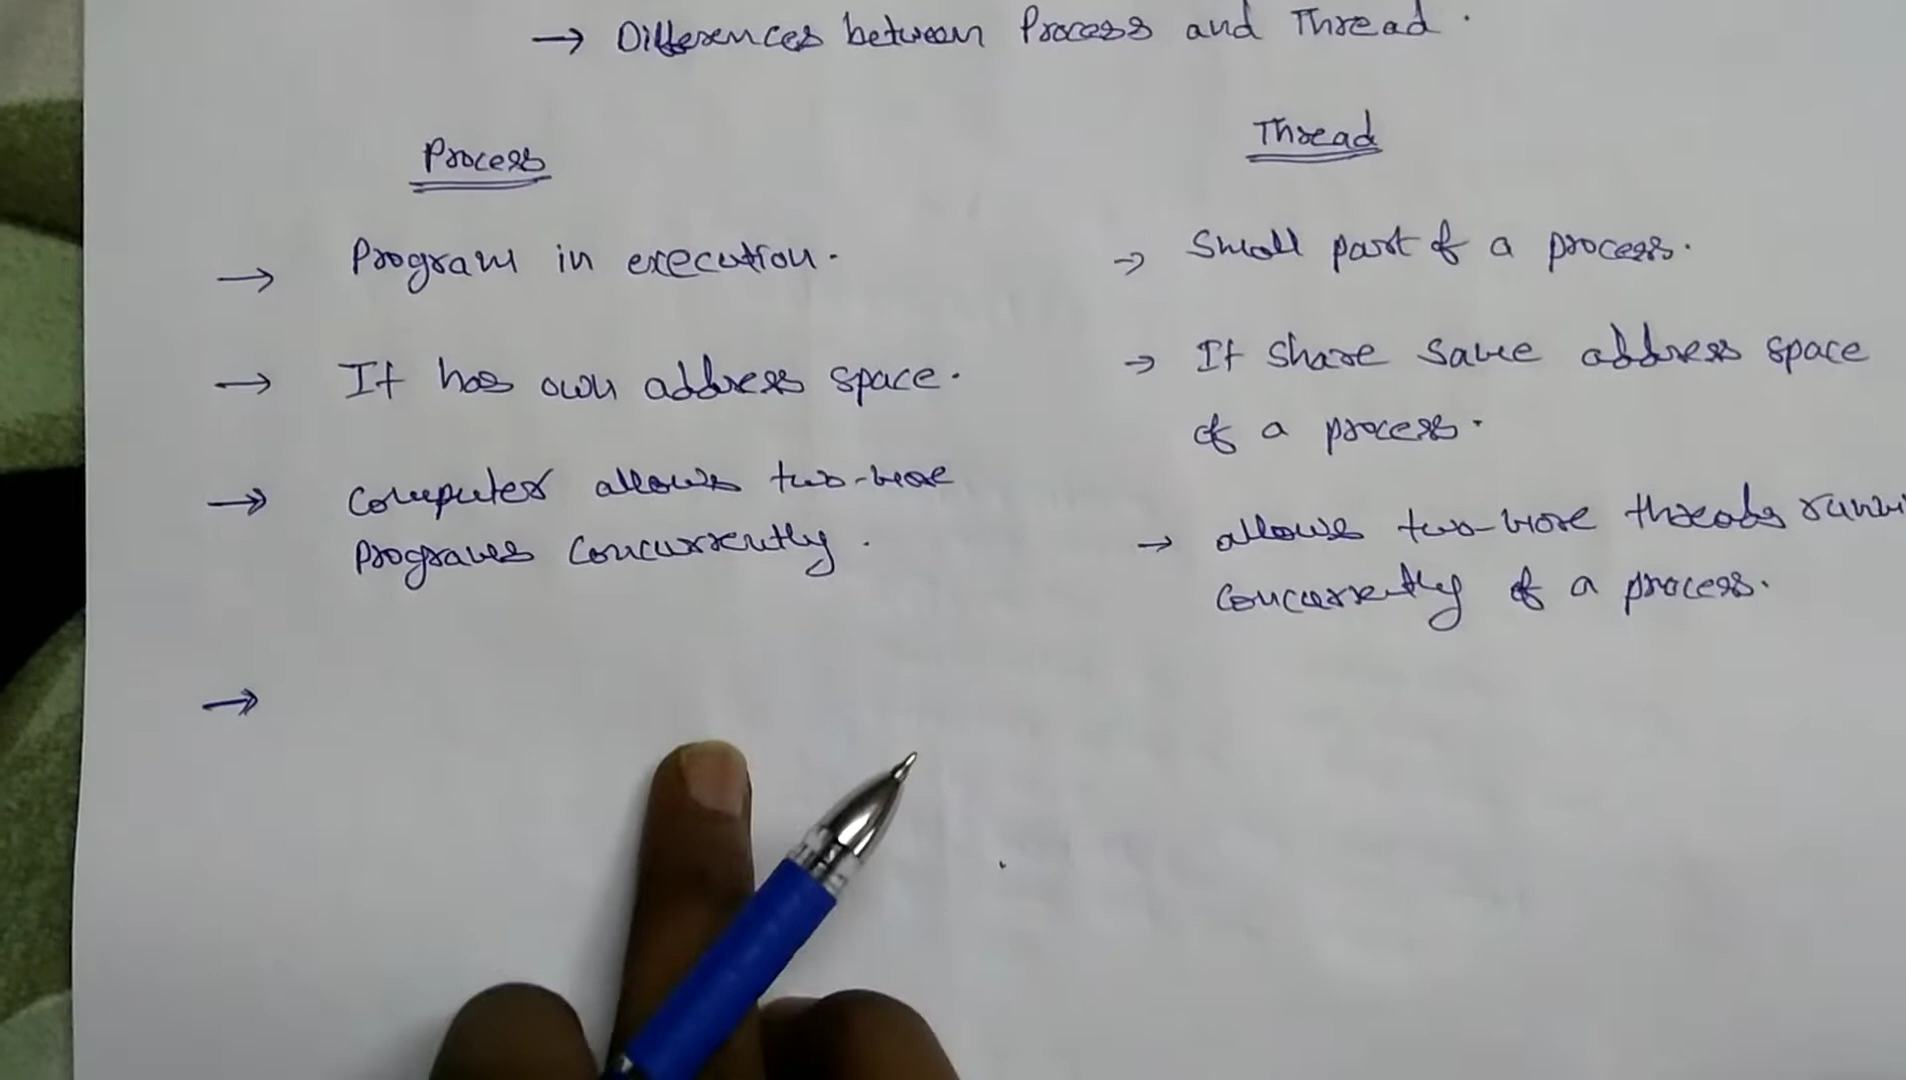 → Differences between Process and Thread.
Process
Thread
→ Program in execution.
→ Small part of a process.
→ It has own address space.
→ It share same address space
of a process.
→ Computer allows two-more
programs concurrently.
→ allows two-more threads
concurrently of a process.
→